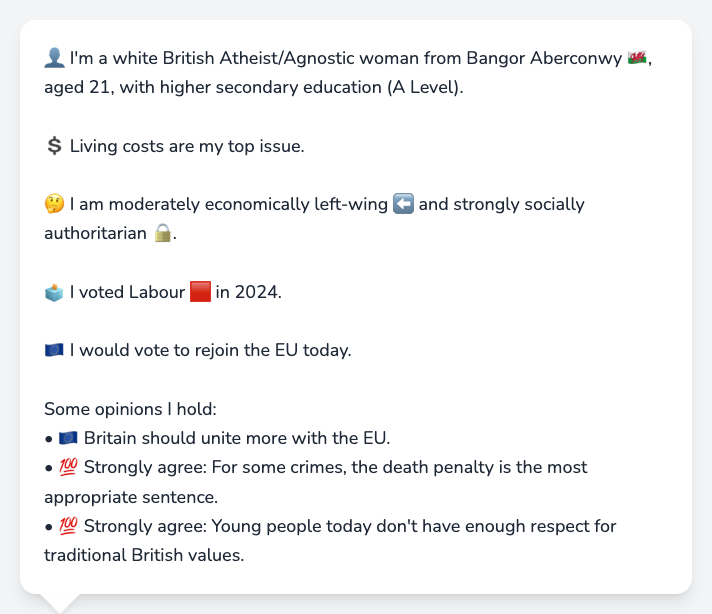 👤 I'm a white British Atheist/Agnostic woman from Bangor Aberconwy 🏴󠁧󠁢󠁷󠁬󠁳󠁿,
aged 21, with higher secondary education (A Level).
💲 Living costs are my top issue.
🤔 I am moderately economically left-wing ⬅️ and strongly socially
authoritarian 🔒.
🗳️ I voted Labour 🟥 in 2024.
🇪🇺 I would vote to rejoin the EU today.
Some opinions I hold:
• 🇪🇺 Britain should unite more with the EU.
• 💯 Strongly agree: For some crimes, the death penalty is the most
appropriate sentence.
• 💯 Strongly agree: Young people today don't have enough respect for
traditional British values.